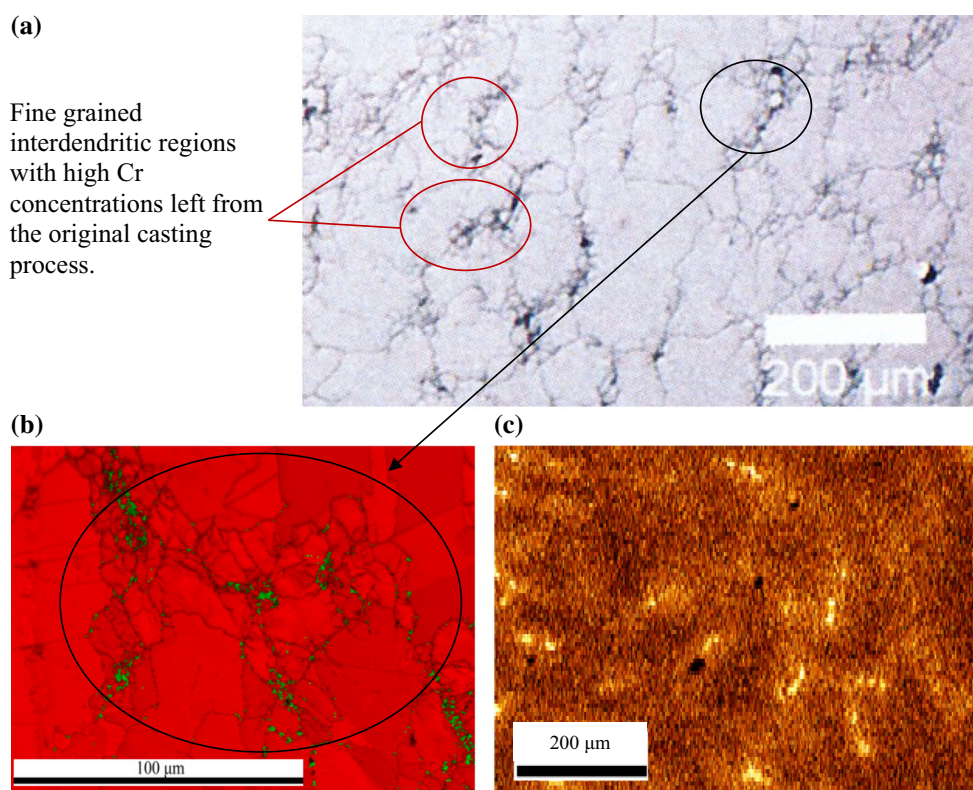 (a)
Fine grained
interdendritic regions
with high Cr
concentrations left from
the original casting
process.
200 µm
(b)
(c)
100 µm
200 µm